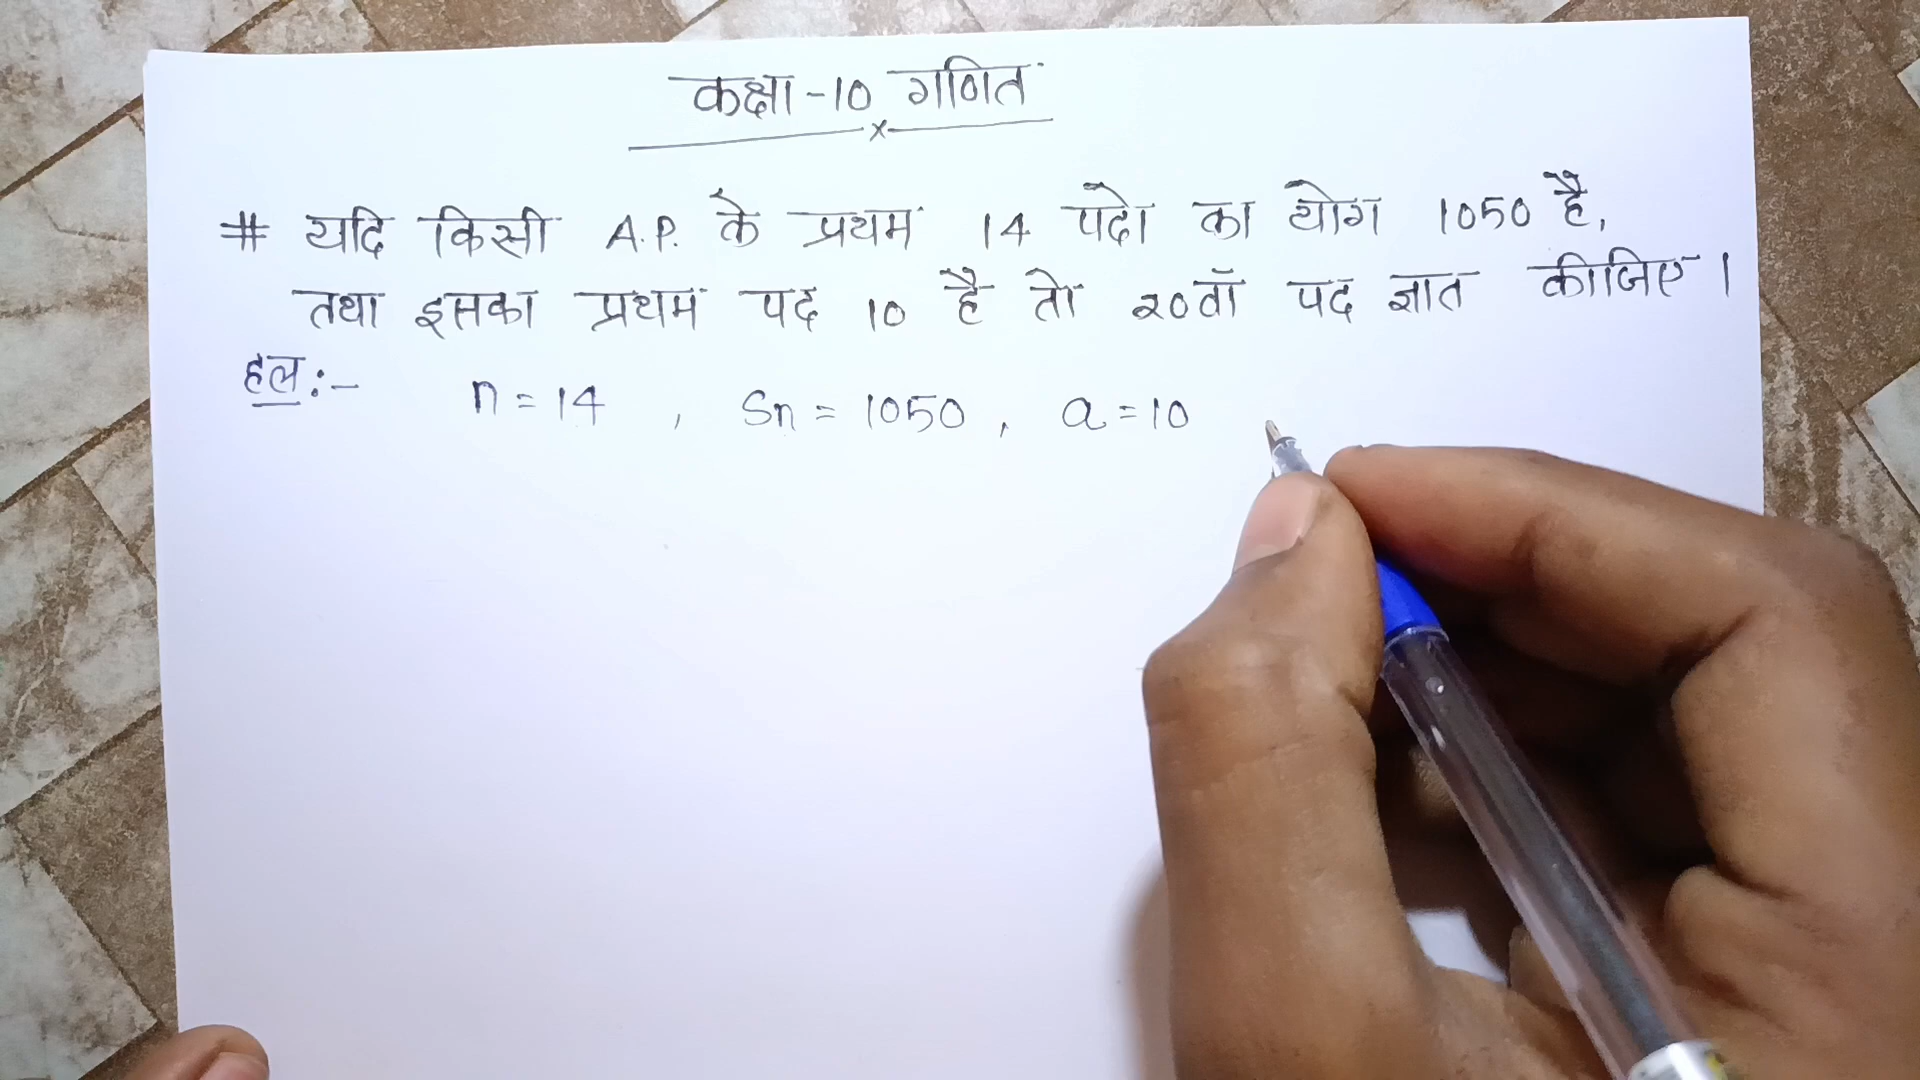 कक्षा -10 गणित
x
# यदि किसी A.P. के प्रथम 14 पदो का योग 1050 है,
तथा इसका प्रथम पद 10 है तो 20वाँ पद ज्ञात कीजिए ।
हल :- n = 14 , Sn = 1050 , a = 10